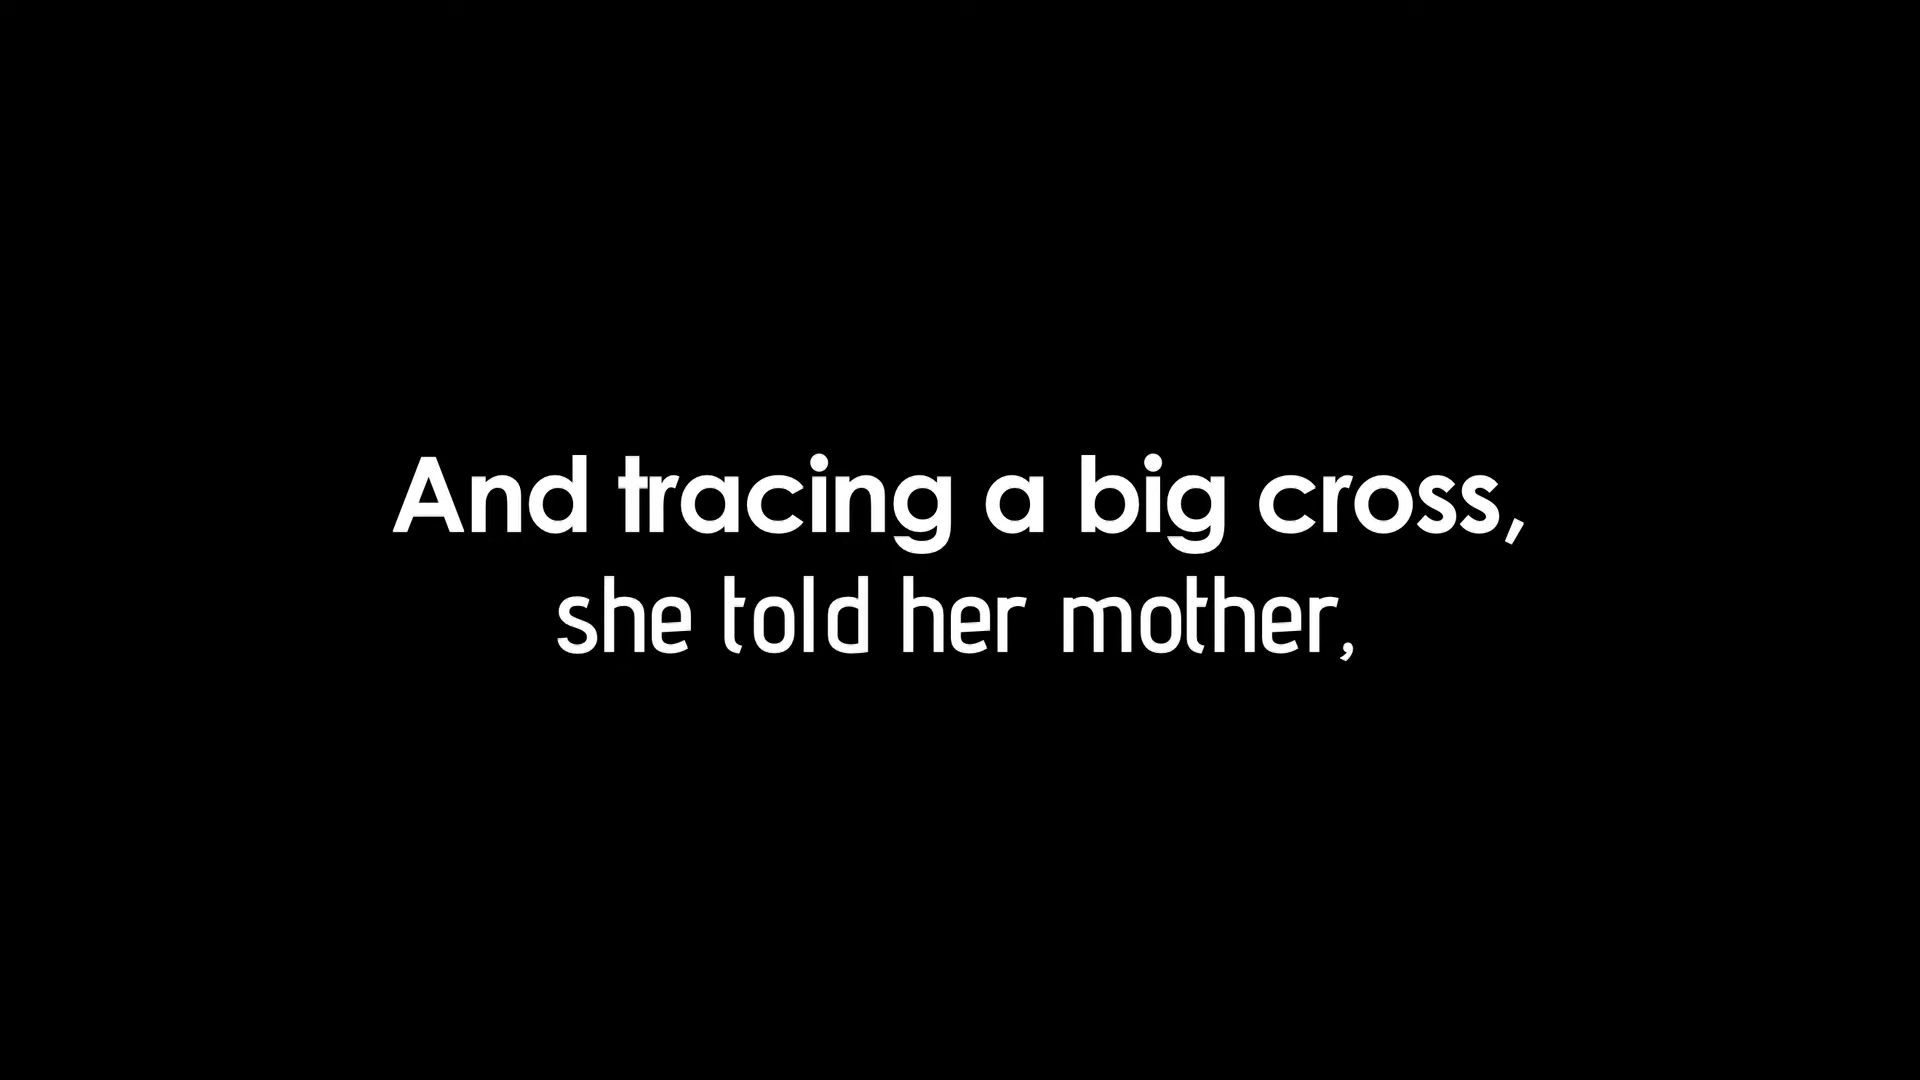 And tracing a big cross,
she told her mother,